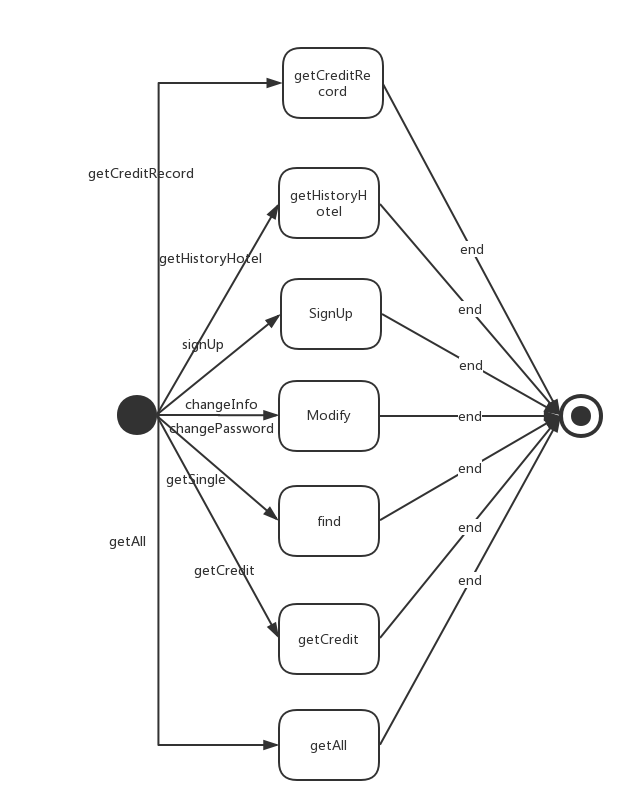 getCreditRe
cord
getCreditRecord
getHistoryH
otel
end
getHistoryHotel
end
SignUp
signUp
end
changeInfo
Modify
end
changePassword
end
getSingle
find
end
getAll
getCredit
end
getCredit
getAll